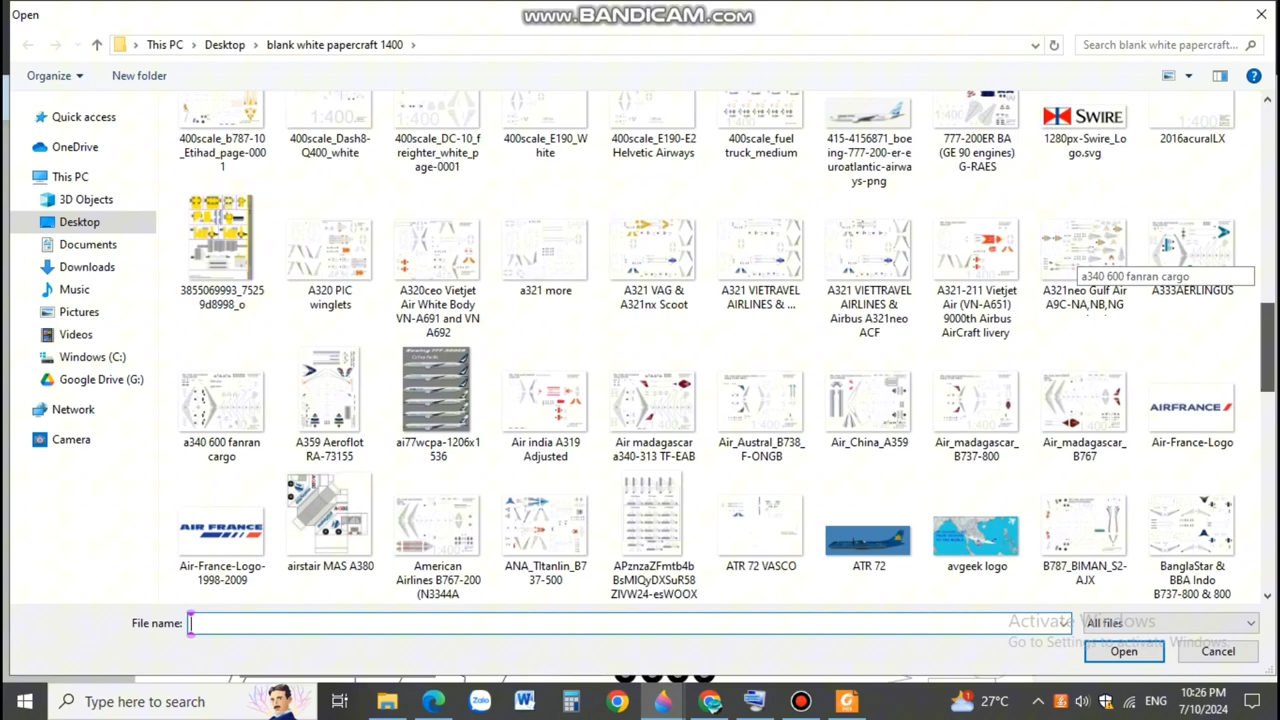 Open
www.BANDICAM.com
This PC
Desktop
blank white papercraft 1400
Search blank white papercraft...
Organize
New folder
Quick access
OneDrive
This PC
3D Objects
Desktop
Documents
Downloads
Music
Pictures
Videos
Windows (C:)
Google Drive (G:)
Network
Camera
400scale_b787-10
_Etihad_page-000
1
400scale_Dash8-
Q400_white
400scale_DC-10_f
reighter_white_p
age-0001
400scale_E190_W
hite
400scale_E190-E2
Helvetic Airways
400scale_fuel
truck_medium
415-4156871_boe
ing-777-200-er-e
uroatlantic-airwa
ys-png
777-200ER BA
(GE 90 engines)
G-RAES
SWIRE
1280px-Swire_Lo
go.svg
2016acuraILX
3855069993_7525
9d8998_o
A320 PIC
winglets
A320ceo Vietjet
Air White Body
VN-A691 and VN
A692
a321 more
A321 VAG &
A321nx Scoot
A321 VIETRAVEL
AIRLINES & ...
A321 VIETTRAVEL
AIRLINES &
Airbus A321neo
ACF
A321-211 Vietjet
Air (VN-A651)
9000th Airbus
AirCraft livery
A321neo Gulf Air
A9C-NA,NB,NG
a340 600 fanran cargo
A333AERLINGUS
a340 600 fanran
cargo
A359 Aeroflot
RA-73155
ai77wcpa-1206x1
536
Air india A319
Adjusted
Air madagascar
a340-313 TF-EAB
Air_Austral_B738_
F-ONGB
Air_China_A359
Air_madagascar_
B737-800
Air_madagascar_
B767
AIRFRANCE
Air-France-Logo
AIR FRANCE
Air-France-Logo-
1998-2009
airstair MAS A380
American
Airlines B767-200
(N3344A
ANA_TItanlin_B7
37-500
APznzaZFmtb4b
BsMIQyDXSuR58
ZIVW24-esWOOX
ATR 72 VASCO
ATR 72
avgeek logo
B787_BIMAN_S2-
AJX
BanglaStar &
BBA Indo
B737-800 & 800
File name:
All files
Activate Windows
Go to Settings to activate Windows.
Open
Cancel
Type here to search
27°C
ENG
10:26 PM
7/10/2024